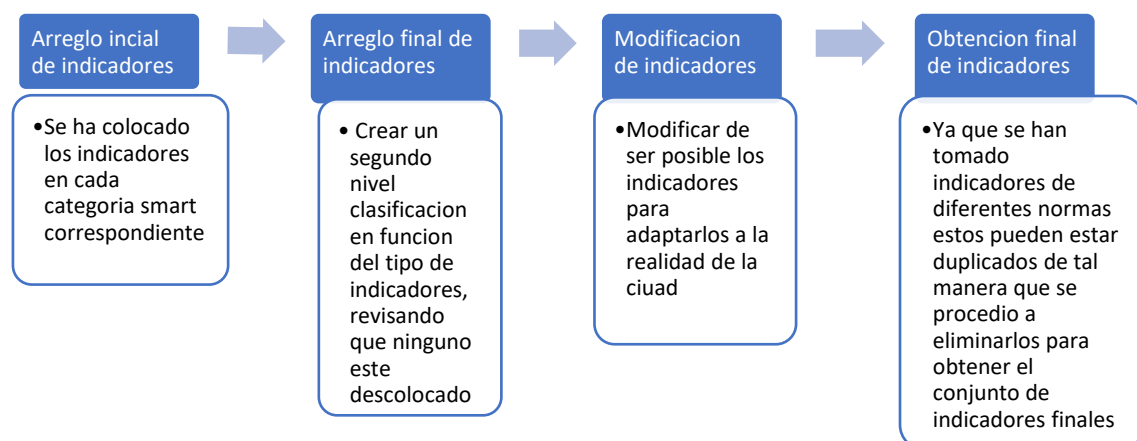 Arreglo incial
de indicadores
•Se ha colocado
los indicadores
en cada
categoria smart
correspondiente
Arreglo final de
indicadores
• Crear un
segundo
nivel
clasificacion
en funcion
del tipo de
indicadores,
revisando
que ninguno
este
descolocado
Modificacion
de indicadores
•Modificar de
ser posible los
indicadores
para
adaptarlos a la
realidad de la
ciuad
Obtencion final
de indicadores
•Ya que se han
tomado
indicadores de
diferentes normas
estos pueden estar
duplicados de tal
manera que se
procedio a
eliminarlos para
obtener el
conjunto de
indicadores finales